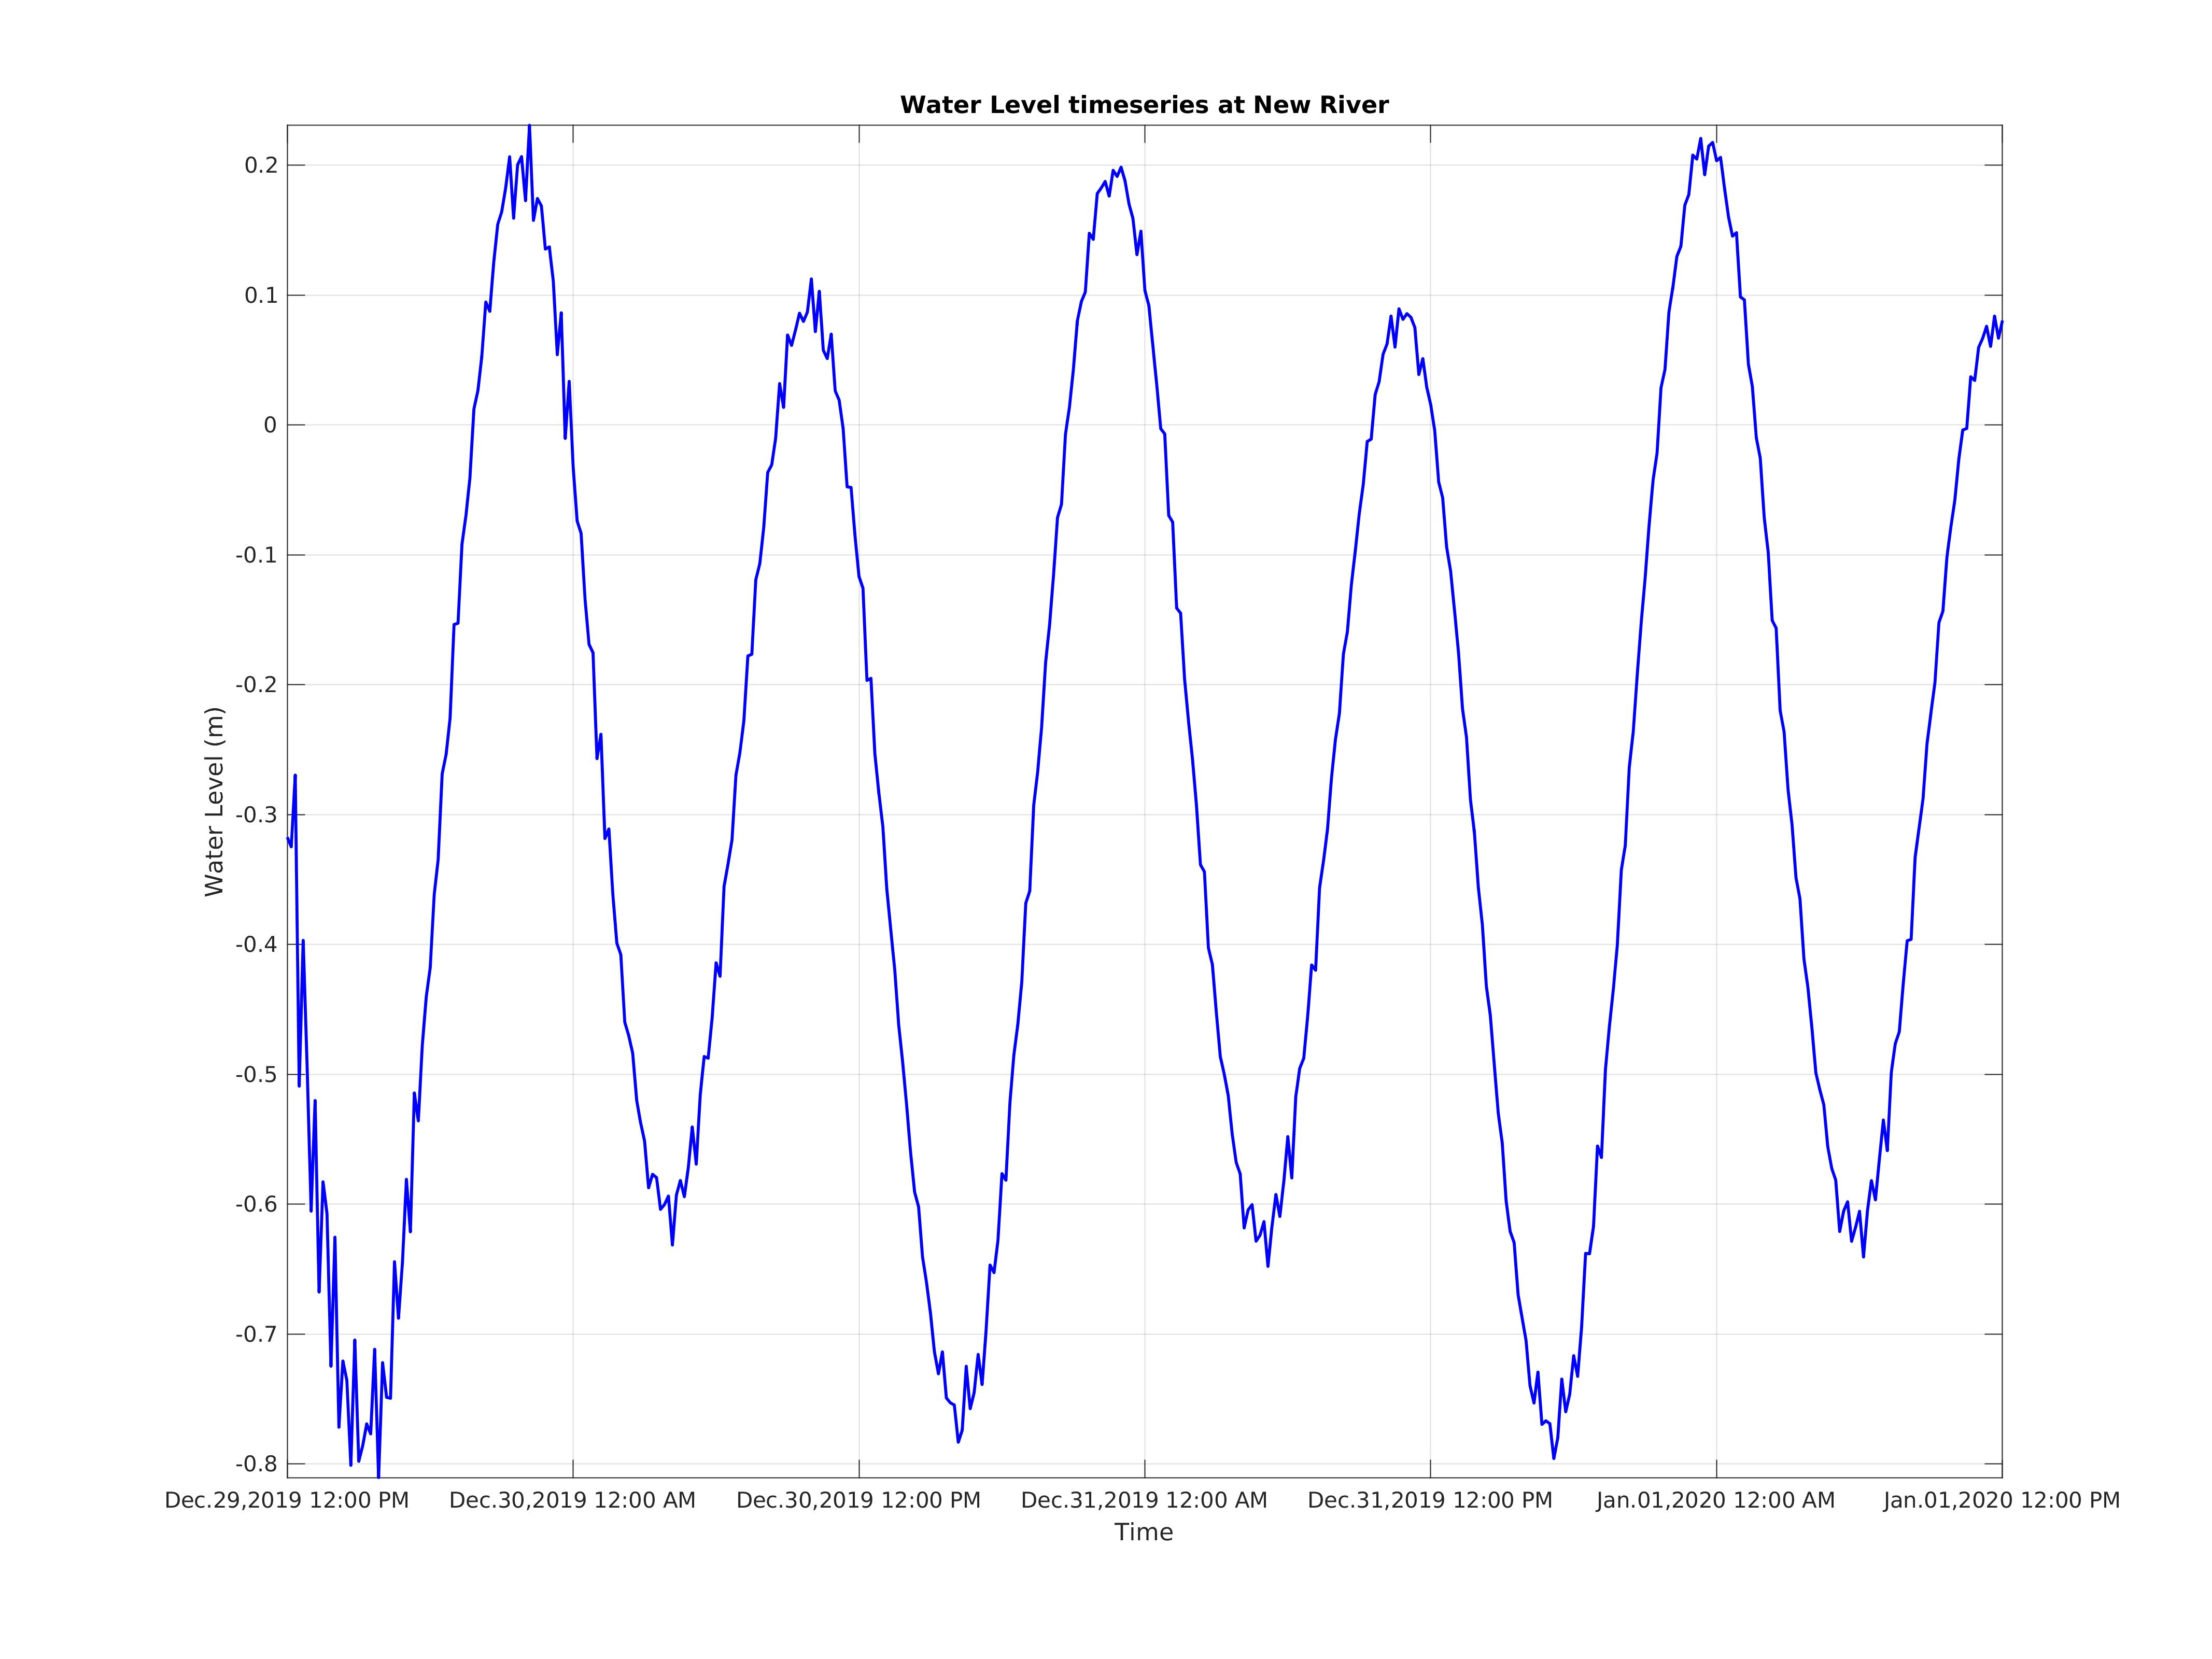 Water Level timeseries at New River
0.2
0.1
0
-0.1
-0.2
-0.3
-0.4
-0.5
-0.6
-0.7
-0.8
Water Level (m)
Dec.29,2019 12:00 PM
Dec.30,2019 12:00 AM
Dec.30,2019 12:00 PM
Dec.31,2019 12:00 AM
Dec.31,2019 12:00 PM
Jan.01,2020 12:00 AM
Jan.01,2020 12:00 PM
Time